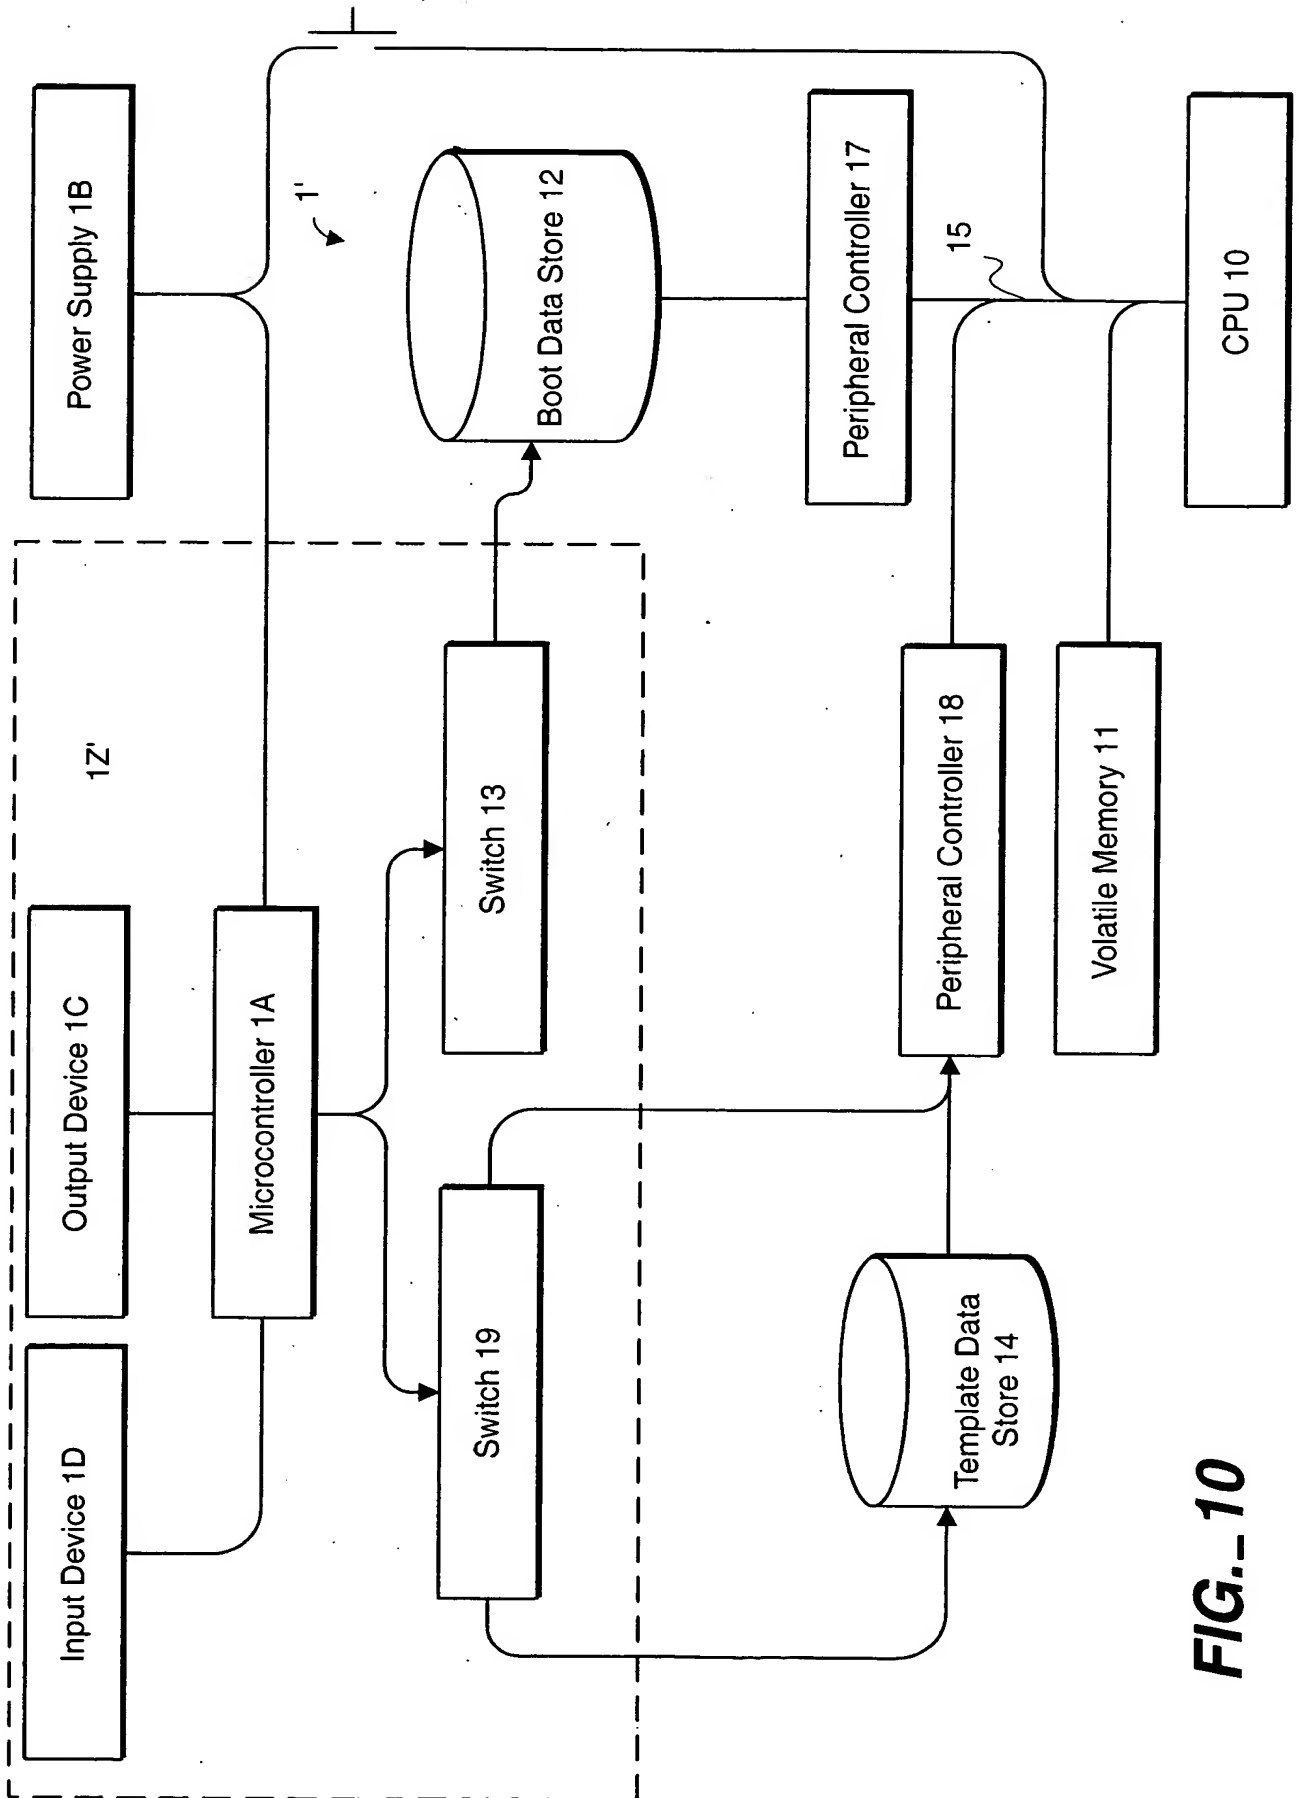 Input Device 1D
Output Device 1C
1Z'
Power Supply 1B
Microcontroller 1A
1'
Switch 19
Switch 13
Boot Data Store 12
Template Data
Store 14
Peripheral Controller 18
Peripheral Controller 17
15
Volatile Memory 11
CPU 10
FIG._10